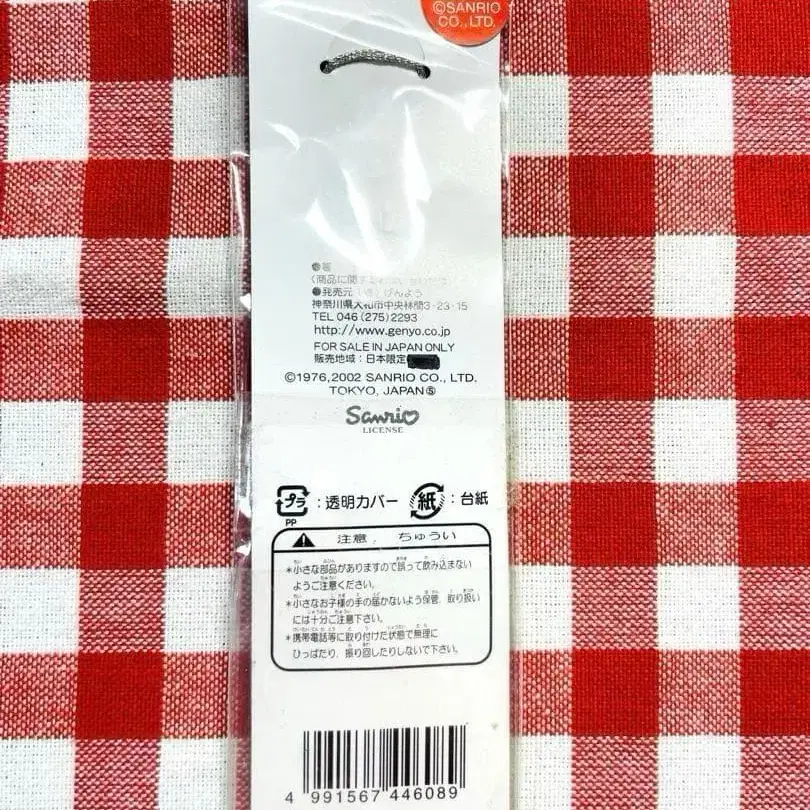 ©SANRIO
CO.,LTD.
〈商品に関す
●発売元
神奈川県大和市中央林間3-23-15
TEL 046(275)2293
http://www.genyo.co.jp
FOR SALE IN JAPAN ONLY
販売地域:日本限定
©1976,2002 SANRIO CO., LTD.
TOKYO, JAPAN⑤
Sanrio
LICENSE
プラ:透明カバー 紙:台紙
PP
注意 ちゅうい
*小さな部品がありますので誤って飲み込まない
ようご注意ください。
*小さなお子様の手の届かないよう保管、取り扱い
には十分ご注意下さい。
*携帯電話等に取り付けた状態で無理に
ひっぱたり、振り回したりしないで下さい。
4 991567 446089